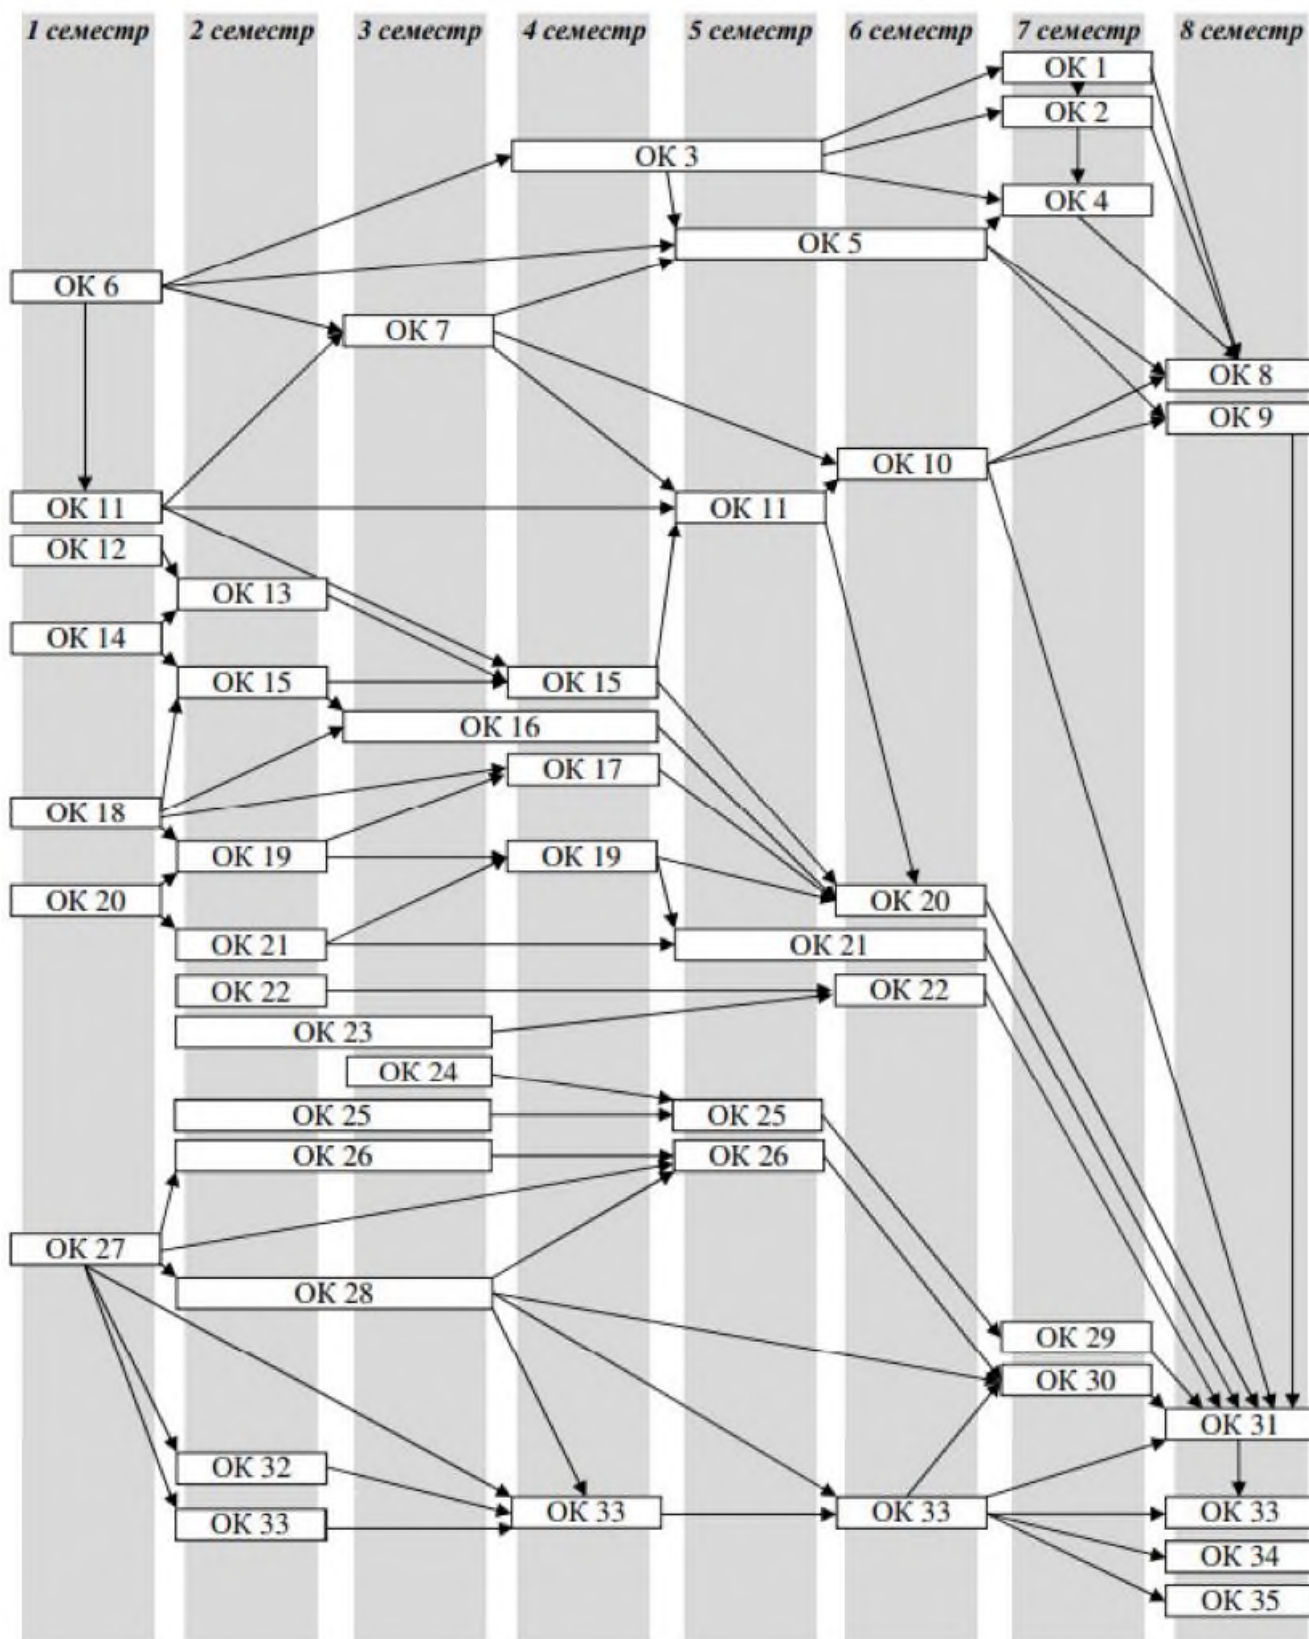 1 семестр 2 семестр 3 семестр 4 семестр 5 семестр 6 семестр 7 семестр 8 семестр
ОК 1
ОК 2
ОК 3
ОК 4
ОК 5
ОК 6
ОК 7
ОК 8
ОК 9
ОК 10
ОК 11 ОК 11
ОК 12
ОК 13
ОК 14
ОК 15 ОК 15
ОК 16
ОК 17
ОК 18
ОК 19 ОК 19
ОК 20 ОК 20
ОК 21 ОК 21
ОК 22 ОК 22
ОК 23
ОК 24
ОК 25 ОК 25
ОК 26 ОК 26
ОК 27
ОК 28
ОК 29
ОК 30
ОК 31
ОК 32
ОК 33 ОК 33 ОК 33 ОК 33
ОК 34
ОК 35